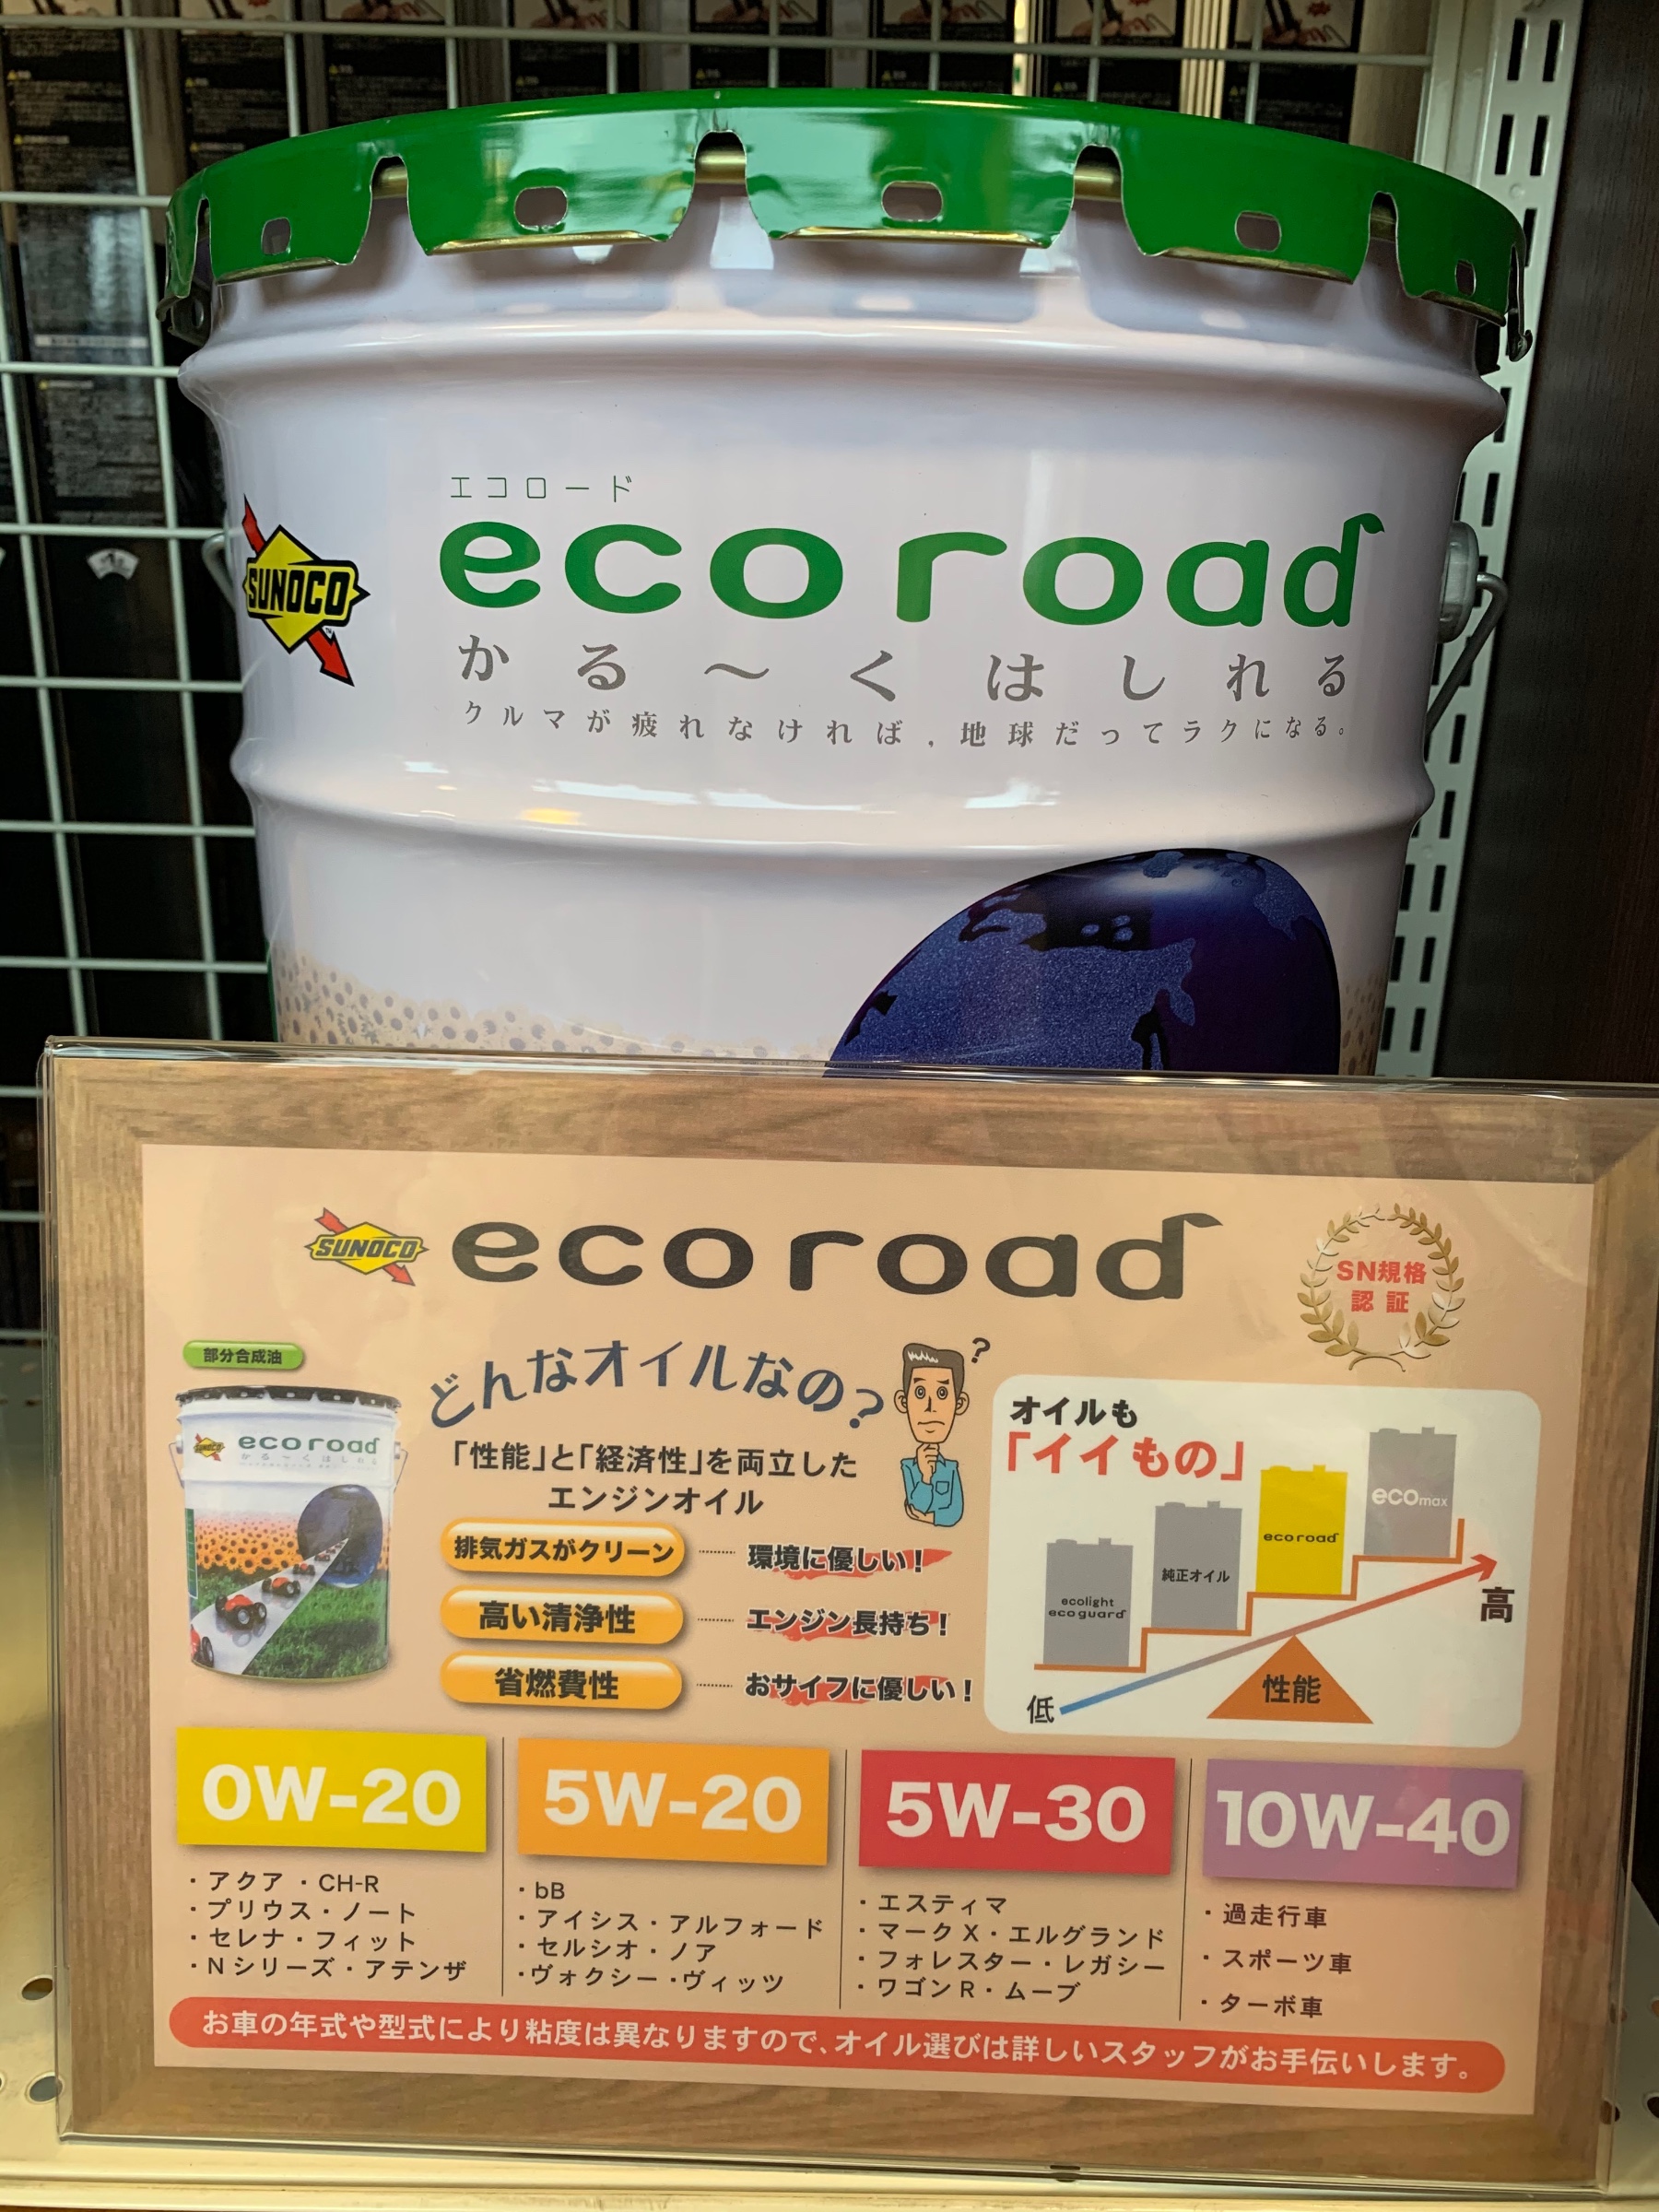 エコロード
SUNOCO
ecoroad
かる〜くはしれる
クルマが疲れなければ、地球だってラクになる。
SUNOCO ecoroad
SN規格
認証
部分合成油
どんなオイルなの?
?
SUNOCO ecoroad
かる〜くはしれる
「性能」と「経済性」を両立した
エンジンオイル
排気ガスがクリーン 環境に優しい!
高い清浄性 エンジン長持ち!
省燃費性 おサイフに優しい!
オイルも
「イイもの」
ecomax
ecoroad
純正オイル
ecolight
ecoguard
高
低
性能
0W-20
・アクア・CH-R
・プリウス・ノート
・セレナ・フィット
・Nシリーズ・アテンザ
5W-20
・bB
・アイシス・アルファード
・セルシオ・ノア
・ヴォクシー・ヴィッツ
5W-30
・エスティマ
・マークX・エルグランド
・フォレスター・レガシー
・ワゴンR・ムーブ
10W-40
・過走行車
・スポーツ車
・ターボ車
お車の年式や型式により粘度は異なりますので、オイル選びは詳しいスタッフがお手伝いします。